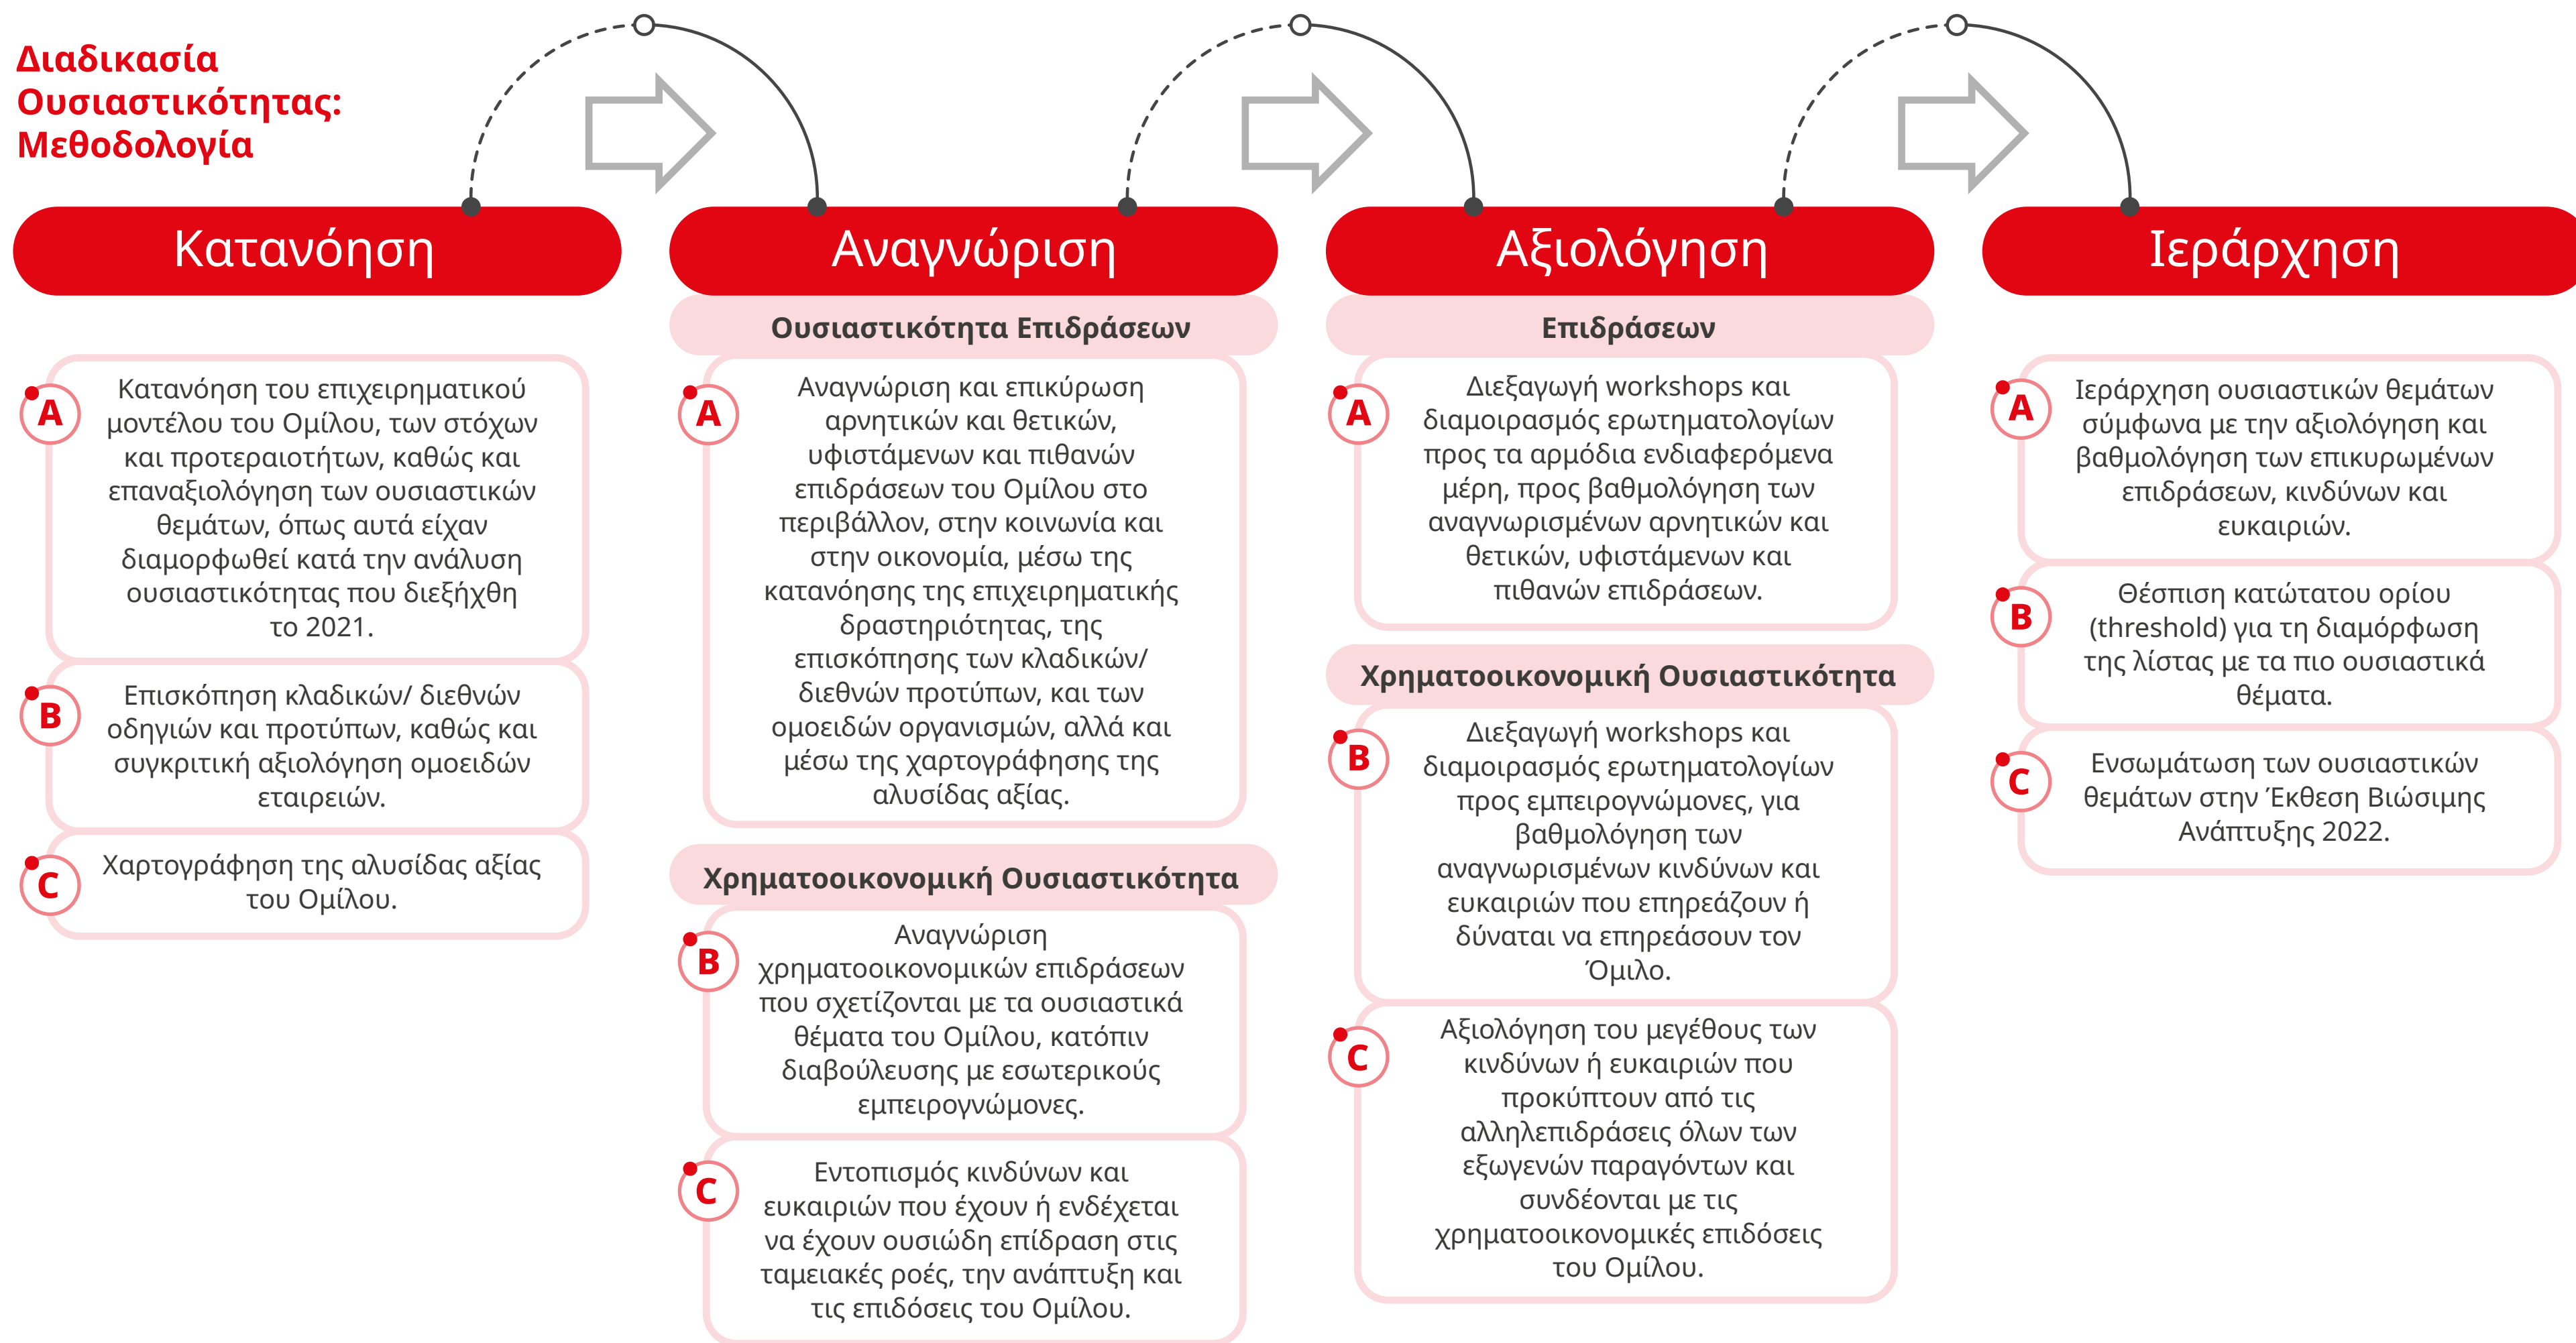 Διαδικασία
Ουσιαστικότητας:
Μεθοδολογία
Κατανόηση
A
Κατανόηση του επιχειρηματικού
μοντέλου του Ομίλου, των στόχων
και προτεραιοτήτων, καθώς και
επαναξιολόγηση των ουσιαστικών
θεμάτων, όπως αυτά είχαν
διαμορφωθεί κατά την ανάλυση
ουσιαστικότητας που διεξήχθη
το 2021.
B
Επισκόπηση κλαδικών/ διεθνών
οδηγιών και προτύπων, καθώς και
συγκριτική αξιολόγηση ομοειδών
εταιρειών.
C
Χαρτογράφηση της αλυσίδας αξίας
του Ομίλου.
Αναγνώριση
Ουσιαστικότητα Επιδράσεων
A
Αναγνώριση και επικύρωση
αρνητικών και θετικών,
υφιστάμενων και πιθανών
επιδράσεων του Ομίλου στο
περιβάλλον, στην κοινωνία και
στην οικονομία, μέσω της
κατανόησης της επιχειρηματικής
δραστηριότητας, της
επισκόπησης των κλαδικών/
διεθνών προτύπων, και των
ομοειδών οργανισμών, αλλά και
μέσω της χαρτογράφησης της
αλυσίδας αξίας.
Χρηματοοικονομική Ουσιαστικότητα
B
Αναγνώριση
χρηματοοικονομικών επιδράσεων
που σχετίζονται με τα ουσιαστικά
θέματα του Ομίλου, κατόπιν
διαβούλευσης με εσωτερικούς
εμπειρογνώμονες.
C
Εντοπισμός κινδύνων και
ευκαιριών που έχουν ή ενδέχεται
να έχουν ουσιώδη επίδραση στις
ταμειακές ροές, την ανάπτυξη και
τις επιδόσεις του Ομίλου.
Αξιολόγηση
Επιδράσεων
A
Διεξαγωγή workshops και
διαμοιρασμός ερωτηματολογίων
προς τα αρμόδια ενδιαφερόμενα
μέρη, προς βαθμολόγηση των
αναγνωρισμένων αρνητικών και
θετικών, υφιστάμενων και
πιθανών επιδράσεων.
Χρηματοοικονομική Ουσιαστικότητα
B
Διεξαγωγή workshops και
διαμοιρασμός ερωτηματολογίων
προς εμπειρογνώμονες, για
βαθμολόγηση των
αναγνωρισμένων κινδύνων και
ευκαιριών που επηρεάζουν ή
δύναται να επηρεάσουν τον
Όμιλο.
C
Αξιολόγηση του μεγέθους των
κινδύνων ή ευκαιριών που
προκύπτουν από τις
αλληλεπιδράσεις όλων των
εξωγενών παραγόντων και
συνδέονται με τις
χρηματοοικονομικές επιδόσεις
του Ομίλου.
Ιεράρχηση
A
Ιεράρχηση ουσιαστικών θεμάτων
σύμφωνα με την αξιολόγηση και
βαθμολόγηση των επικυρωμένων
επιδράσεων, κινδύνων και
ευκαιριών.
B
Θέσπιση κατώτατου ορίου
(threshold) για τη διαμόρφωση
της λίστας με τα πιο ουσιαστικά
θέματα.
C
Ενσωμάτωση των ουσιαστικών
θεμάτων στην Έκθεση Βιώσιμης
Ανάπτυξης 2022.